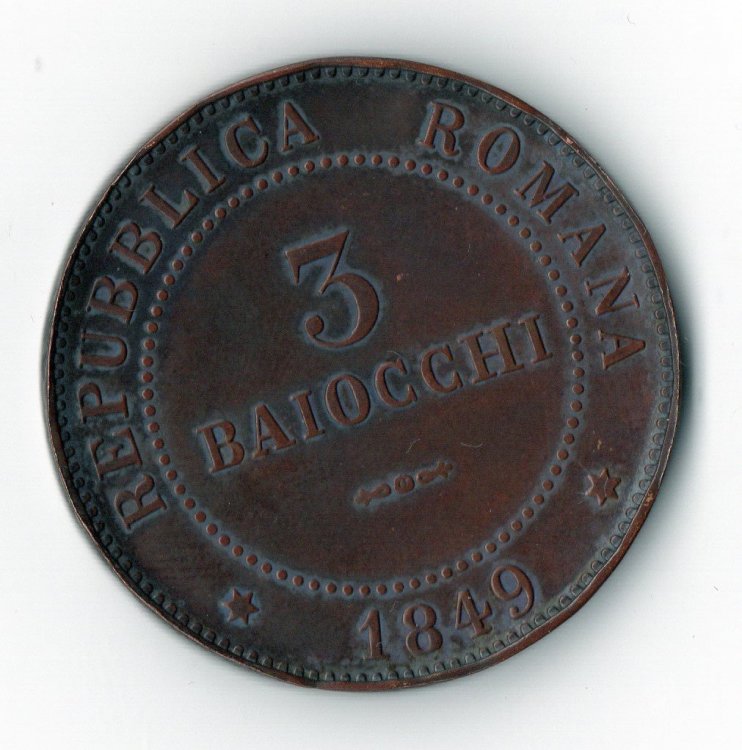 REPUBBLICA ROMANA
3
BAIOCCHI
1849